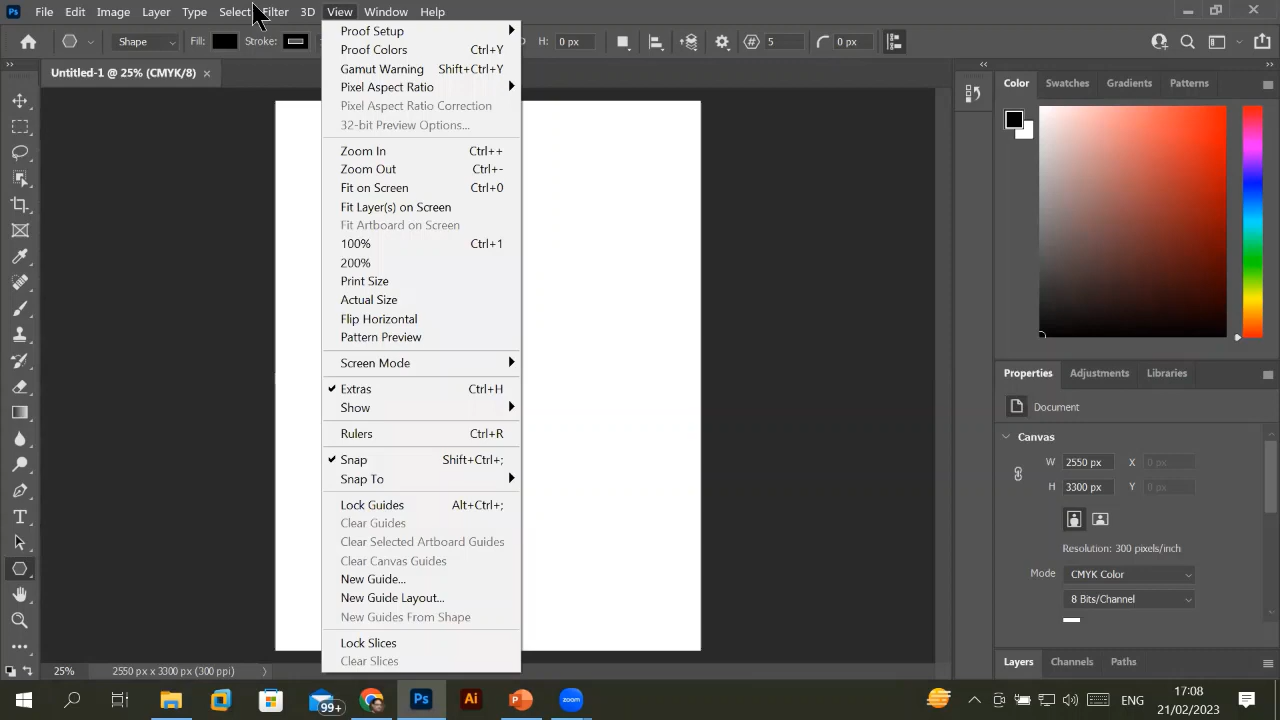 Ps File Edit Image Layer Type Select Filter 3D View Window Help
Shape Fill: Stroke: H: 0 px 5 0 px
Untitled-1 @ 25% (CMYK/8) ×
Proof Setup
Proof Colors Ctrl+Y
Gamut Warning Shift+Ctrl+Y
Pixel Aspect Ratio
Pixel Aspect Ratio Correction
32-bit Preview Options...
Zoom In Ctrl++
Zoom Out Ctrl+-
Fit on Screen Ctrl+0
Fit Layer(s) on Screen
Fit Artboard on Screen
100% Ctrl+1
200%
Print Size
Actual Size
Flip Horizontal
Pattern Preview
Screen Mode
Extras Ctrl+H
Show
Rulers Ctrl+R
Snap Shift+Ctrl+;
Snap To
Lock Guides Alt+Ctrl+;
Clear Guides
Clear Selected Artboard Guides
Clear Canvas Guides
New Guide...
New Guide Layout...
New Guides From Shape
Lock Slices
Clear Slices
Color Swatches Gradients Patterns
Properties Adjustments Libraries
Document
Canvas
W 2550 px X 0 px
H 3300 px Y 0 px
Resolution: 300 pixels/inch
Mode CMYK Color
8 Bits/Channel
Layers Channels Paths
25% 2550 px x 3300 px (300 ppi)
99+ Ps Ai P zoom ENG 17:08
21/02/2023